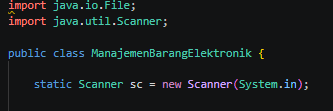 import java.io.File;
import java.util.Scanner;
public class ManajemenBarangElektronik {
static Scanner sc = new Scanner(System.in);